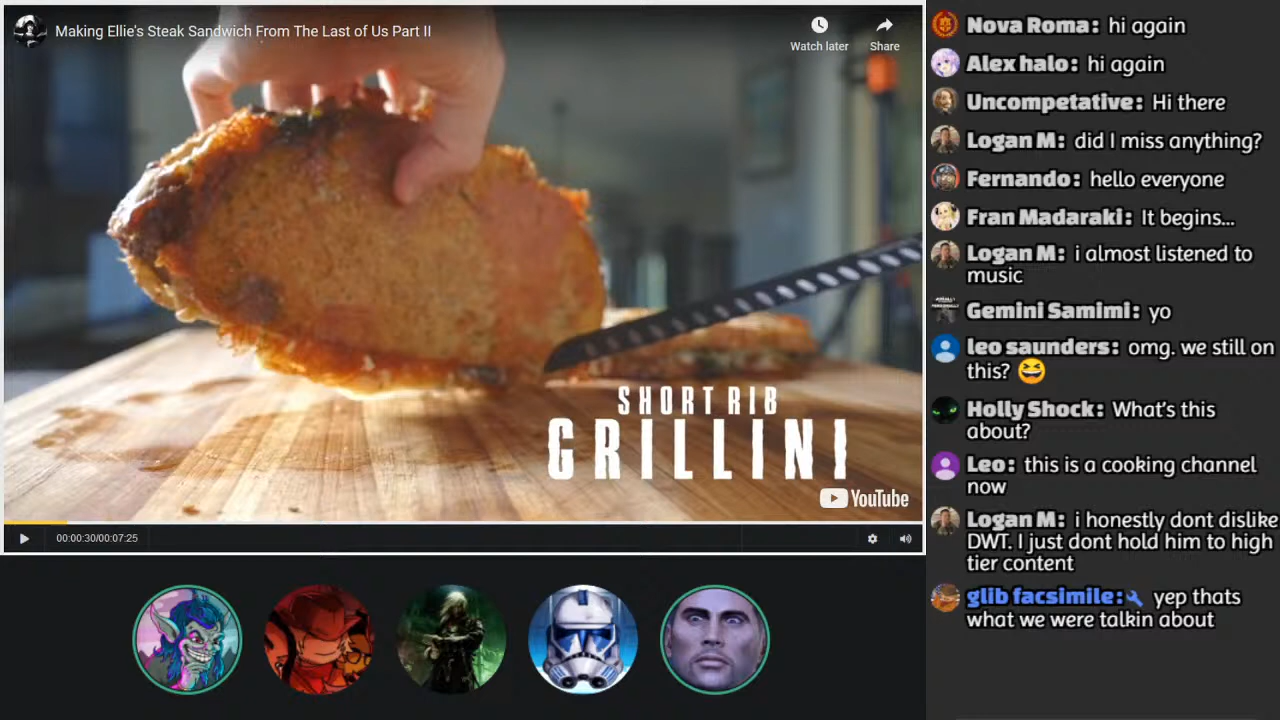 Making Ellie's Steak Sandwich From The Last of Us Part II
Watch later
Share
SHORT RIB
GRILLINI
YouTube
00:00:30/00:07:25
Nova Roma: hi again
Alex halo: hi again
Uncompetative: Hi there
Logan M: did I miss anything?
Fernando: hello everyone
Fran Madaraki: It begins...
Logan M: i almost listened to
music
Gemini Samimi: yo
leo saunders: omg. we still on
this? 😆
Holly Shock: What's this
about?
Leo: this is a cooking channel
now
Logan M: i honestly dont dislike
DWT. I just dont hold him to high
tier content
glib facsimile: yep thats
what we were talkin about